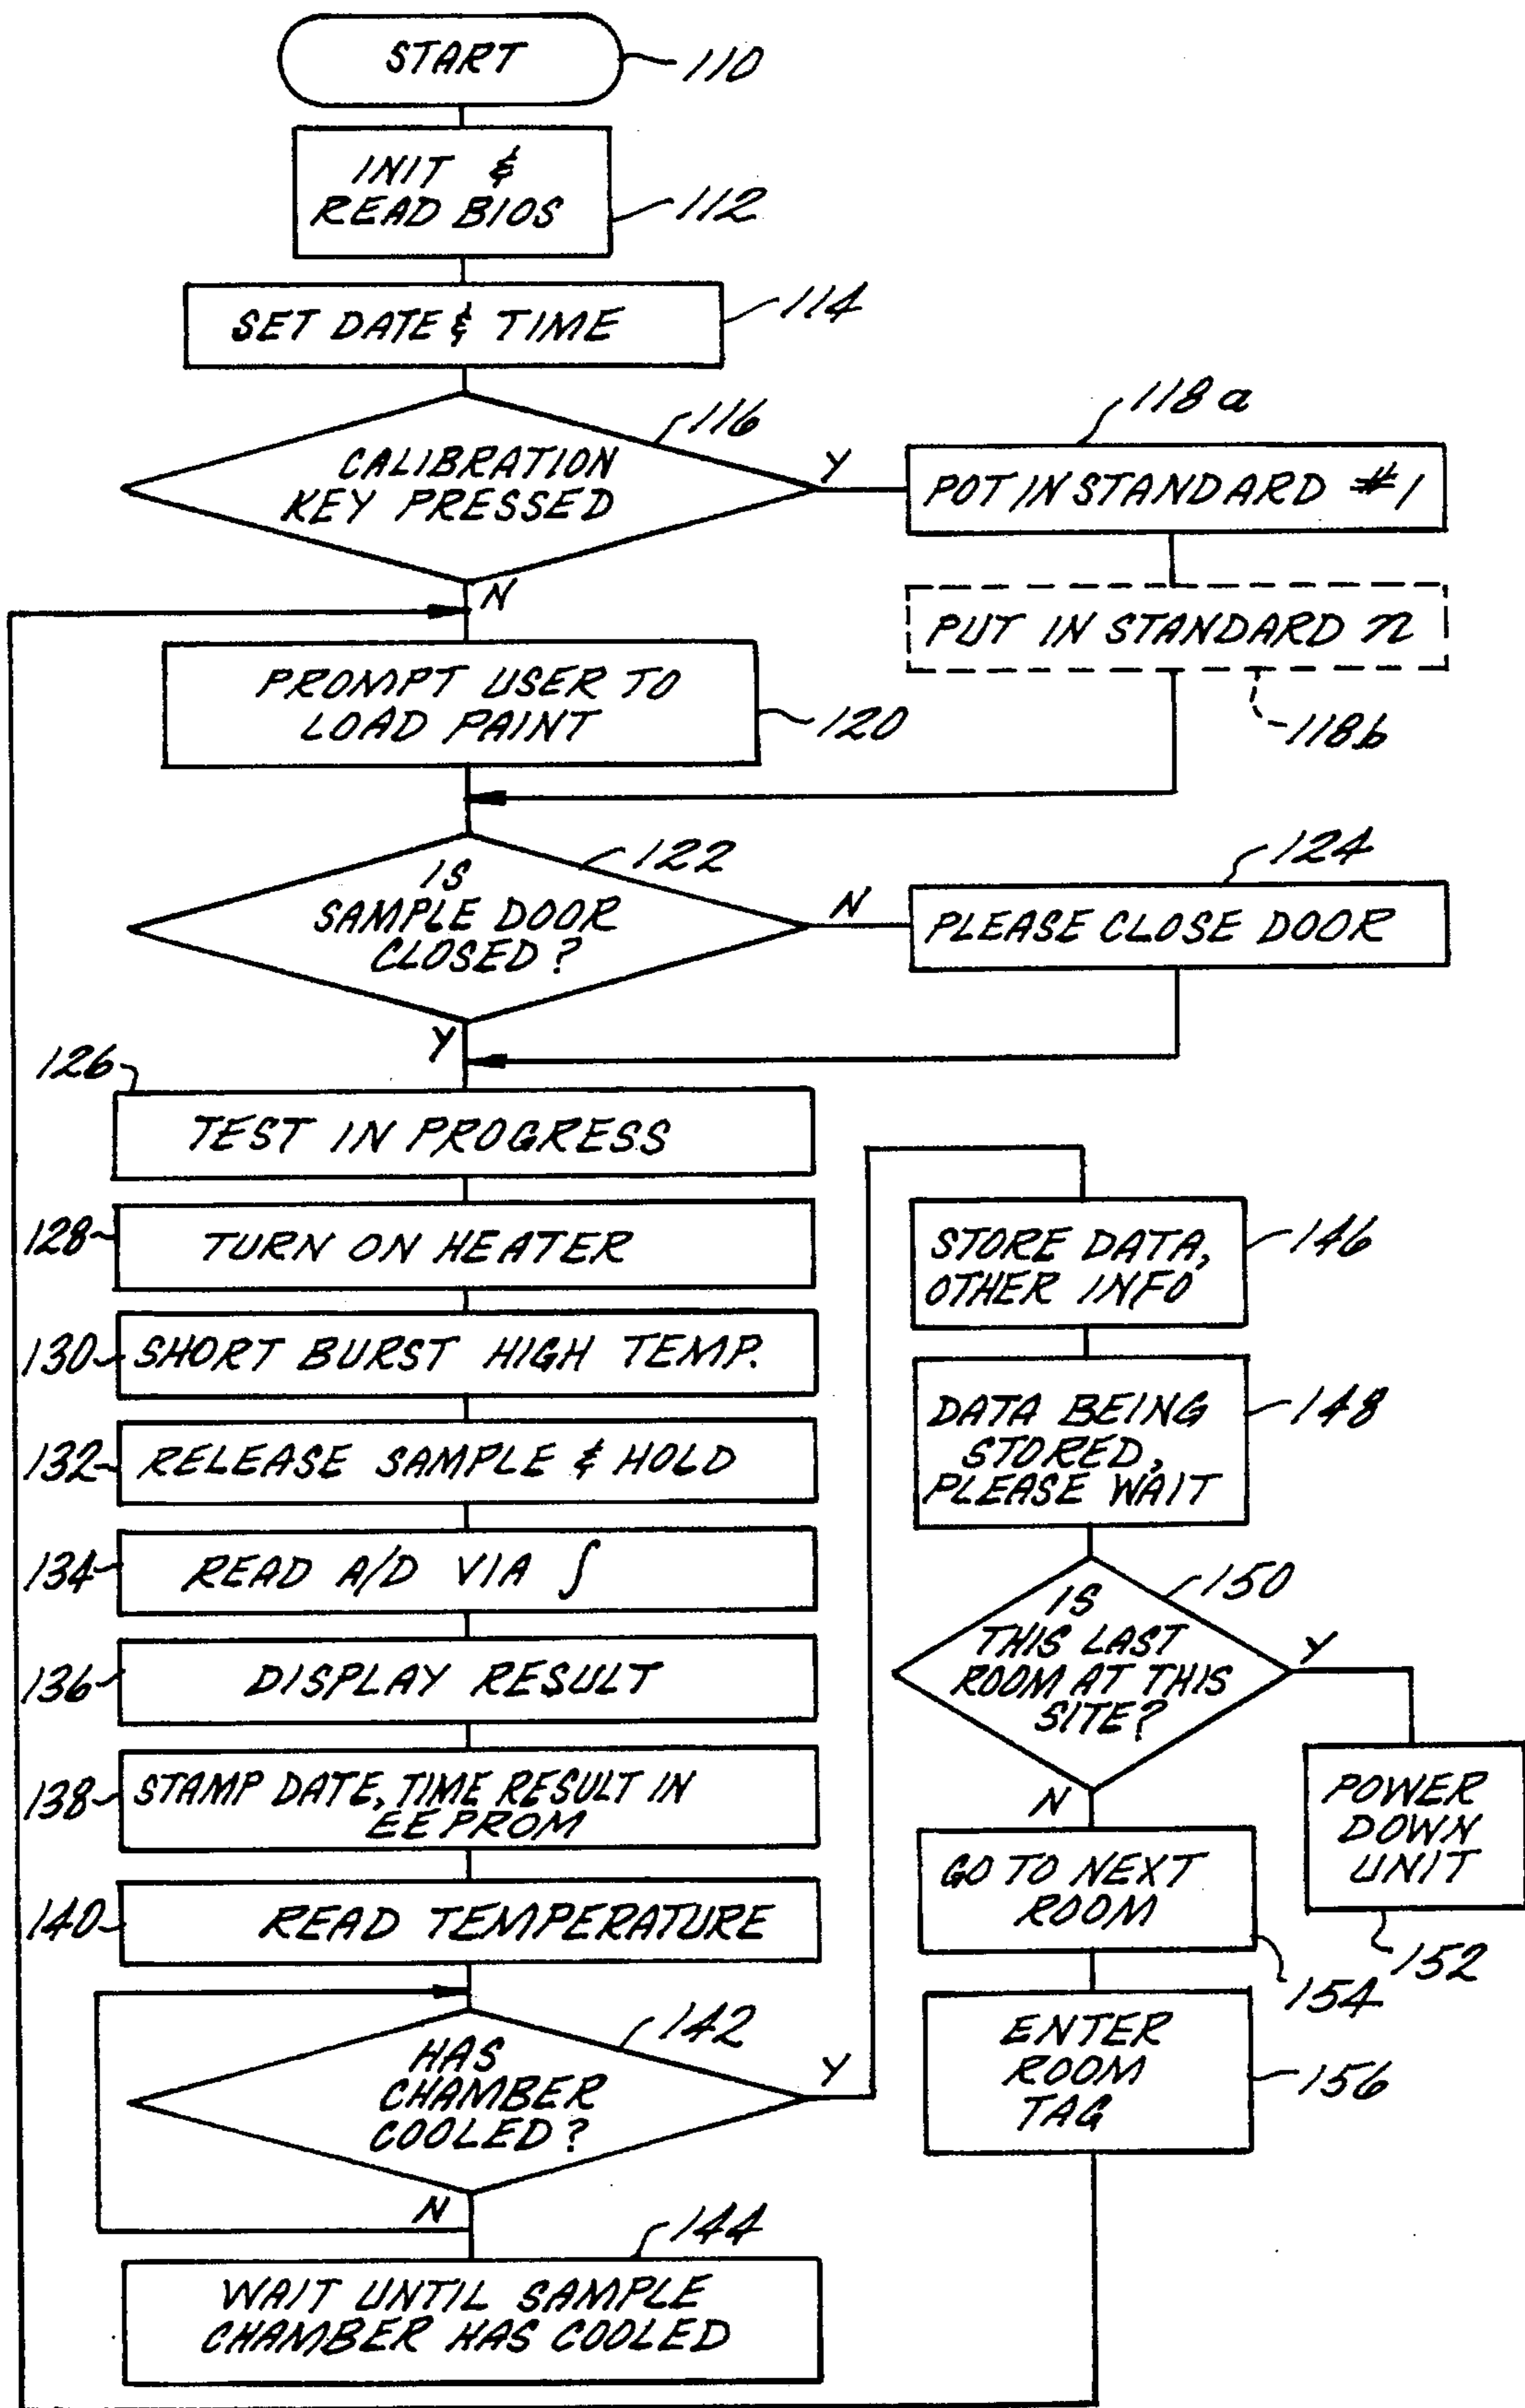 START
110
INIT &
READ BIOS
112
SET DATE & TIME
114
116
CALIBRATION
KEY PRESSED
Y
N
118a
POT IN STANDARD #1
PUT IN STANDARD n
118b
PROMPT USER TO
LOAD PAINT
120
122
IS
SAMPLE DOOR
CLOSED?
N
Y
124
PLEASE CLOSE DOOR
126
TEST IN PROGRESS
128
TURN ON HEATER
130
SHORT BURST HIGH TEMP.
132
RELEASE SAMPLE & HOLD
134
READ A/D VIA ∫
136
DISPLAY RESULT
138
STAMP DATE, TIME RESULT IN
EEPROM
140
READ TEMPERATURE
142
HAS
CHAMBER
COOLED?
Y
N
144
WAIT UNTIL SAMPLE
CHAMBER HAS COOLED
STORE DATA,
OTHER INFO
146
DATA BEING
STORED,
PLEASE WAIT
148
150
IS
THIS LAST
ROOM AT THIS
SITE?
Y
N
POWER
DOWN
UNIT
152
GO TO NEXT
ROOM
154
ENTER
ROOM
TAG
156